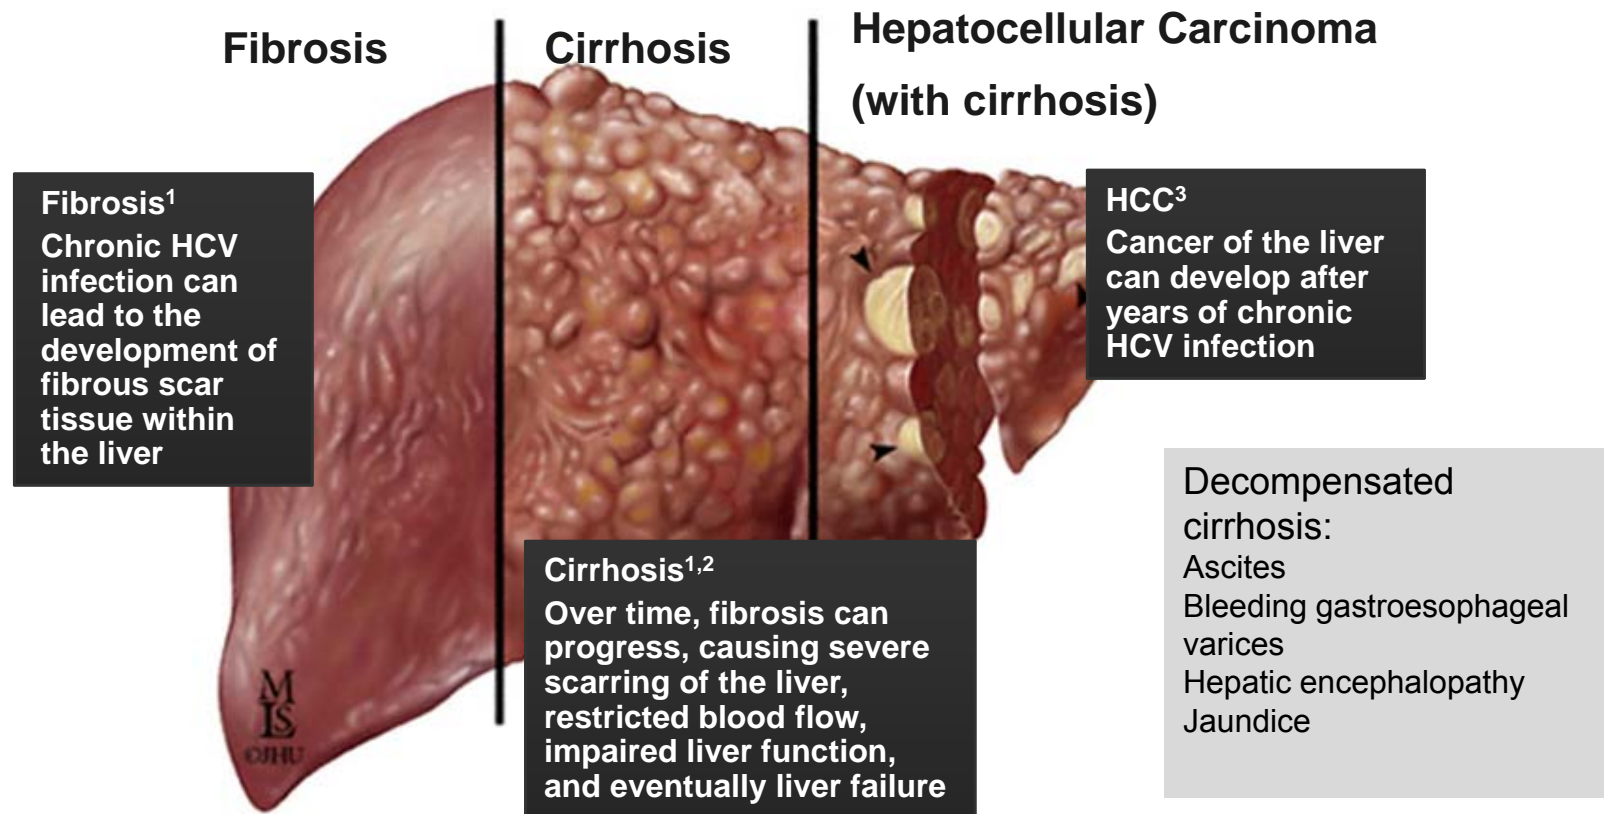 Fibrosis
Cirrhosis
Hepatocellular Carcinoma
(with cirrhosis)
Fibrosis¹
Chronic HCV
infection can
lead to the
development of
fibrous scar
tissue within
the liver
HCC³
Cancer of the liver
can develop after
years of chronic
HCV infection
Cirrhosis¹,²
Over time, fibrosis can
progress, causing severe
scarring of the liver,
restricted blood flow,
impaired liver function,
and eventually liver failure
Decompensated
cirrhosis:
Ascites
Bleeding gastroesophageal
varices
Hepatic encephalopathy
Jaundice
©JHU